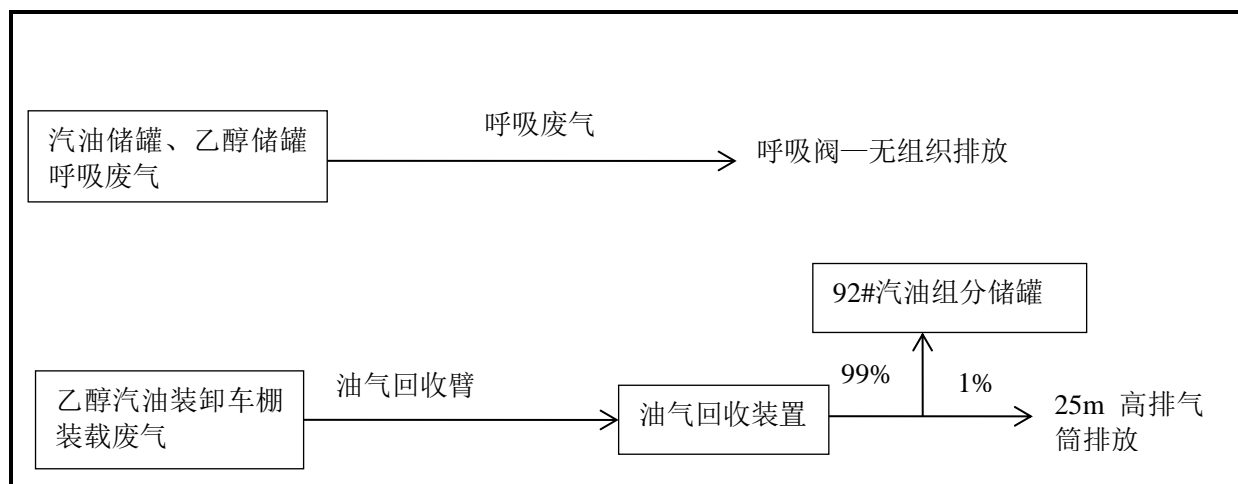 汽油储罐、乙醇储罐
呼吸废气
呼吸废气
呼吸阀—无组织排放
92#汽油组分储罐
乙醇汽油装卸车棚
装载废气
油气回收臂
油气回收装置
99%
1%
25m 高排气
筒排放